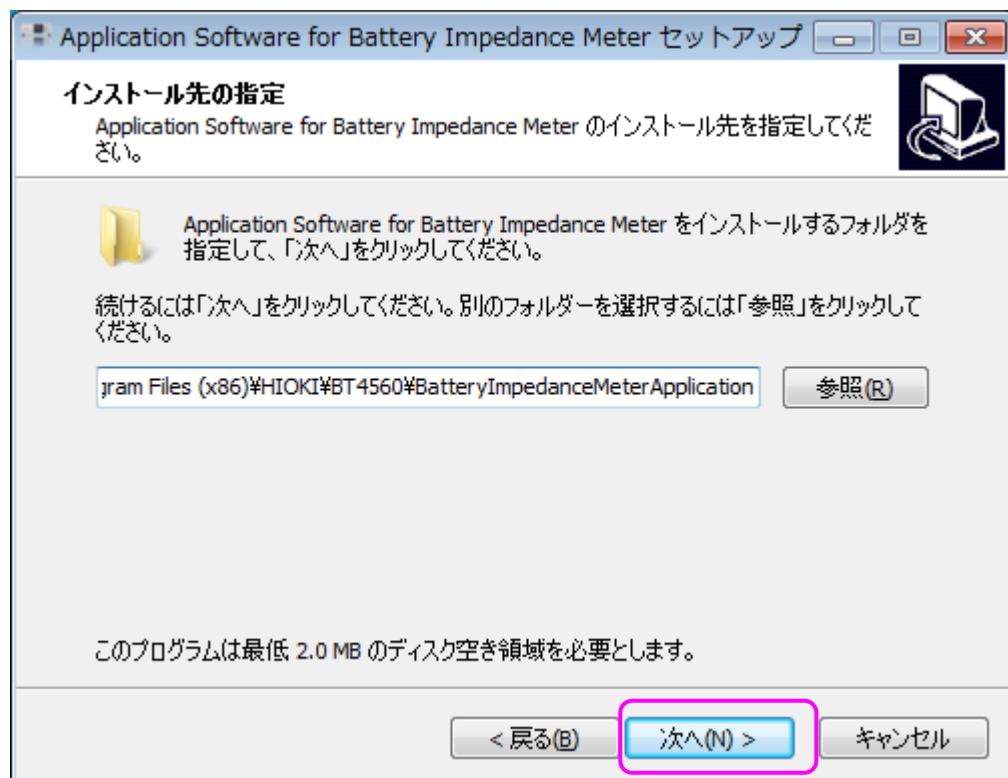 Application Software for Battery Impedance Meter セットアップ
インストール先の指定
Application Software for Battery Impedance Meter のインストール先を指定してくだ
さい。
Application Software for Battery Impedance Meter をインストールするフォルダを
指定して、「次へ」をクリックしてください。
続けるには「次へ」をクリックしてください。別のフォルダーを選択するには「参照」をクリックして
ください。
gram Files (x86)¥HIOKI¥BT4560¥BatteryImpedanceMeterApplication
参照(R)
このプログラムは最低 2.0 MB のディスク空き領域を必要とします。
< 戻る(B)
次へ(N) >
キャンセル